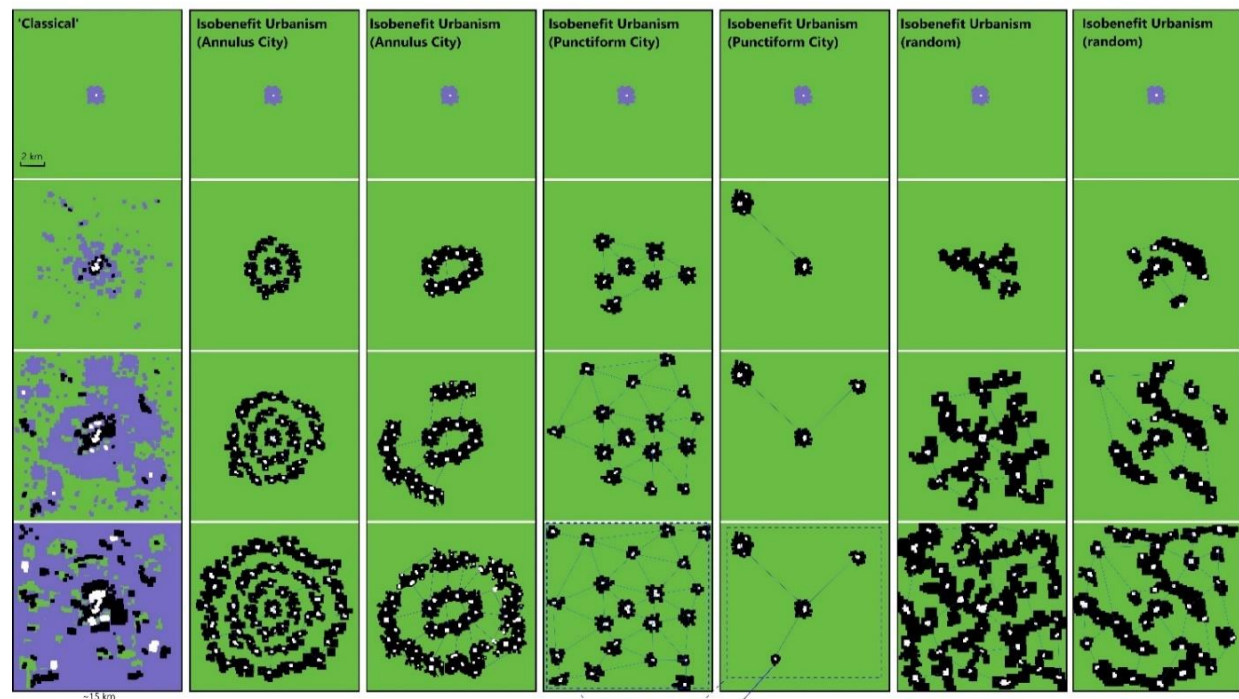 'Classical'
Isobenefit Urbanism
(Annulus City)
Isobenefit Urbanism
(Annulus City)
Isobenefit Urbanism
(Punctiform City)
Isobenefit Urbanism
(Punctiform City)
Isobenefit Urbanism
(random)
Isobenefit Urbanism
(random)
2 km
~15 km